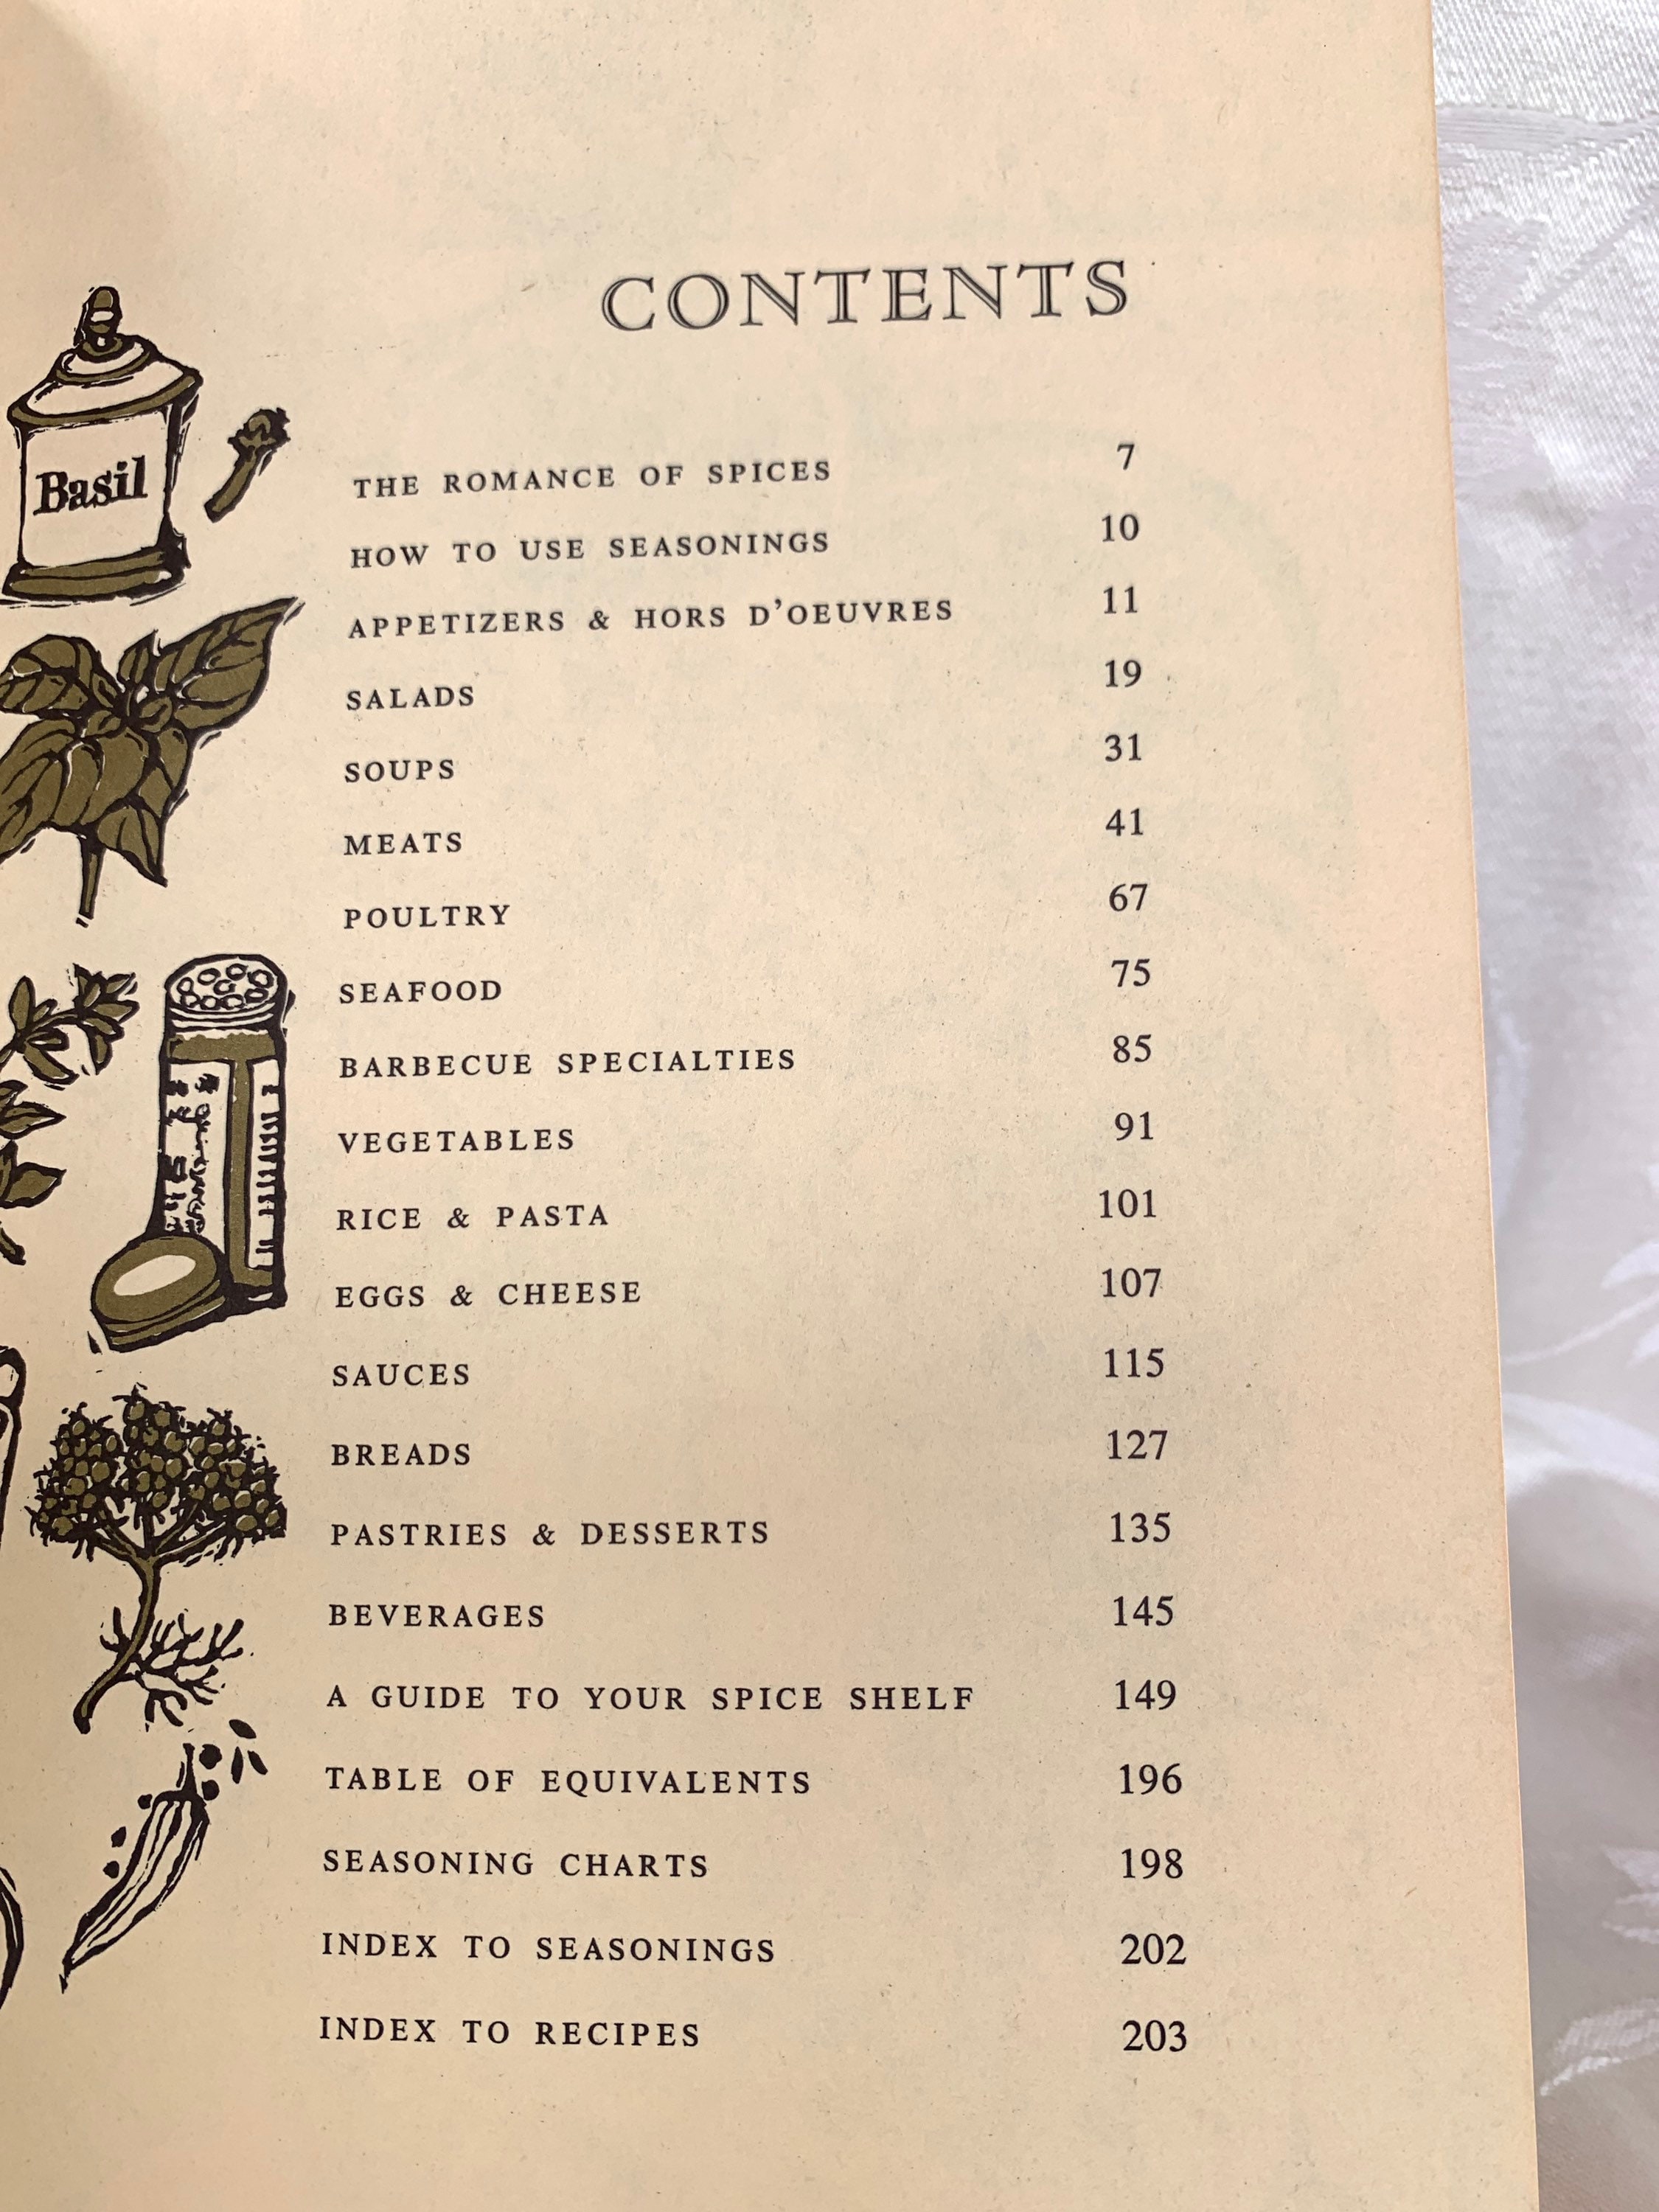 CONTENTS
Basil
THE ROMANCE OF SPICES 7
HOW TO USE SEASONINGS 10
APPETIZERS & HORS D'OEUVRES 11
SALADS 19
SOUPS 31
MEATS 41
POULTRY 67
SEAFOOD 75
BARBECUE SPECIALTIES 85
VEGETABLES 91
RICE & PASTA 101
EGGS & CHEESE 107
SAUCES 115
BREADS 127
PASTRIES & DESSERTS 135
BEVERAGES 145
A GUIDE TO YOUR SPICE SHELF 149
TABLE OF EQUIVALENTS 196
SEASONING CHARTS 198
INDEX TO SEASONINGS 202
INDEX TO RECIPES 203